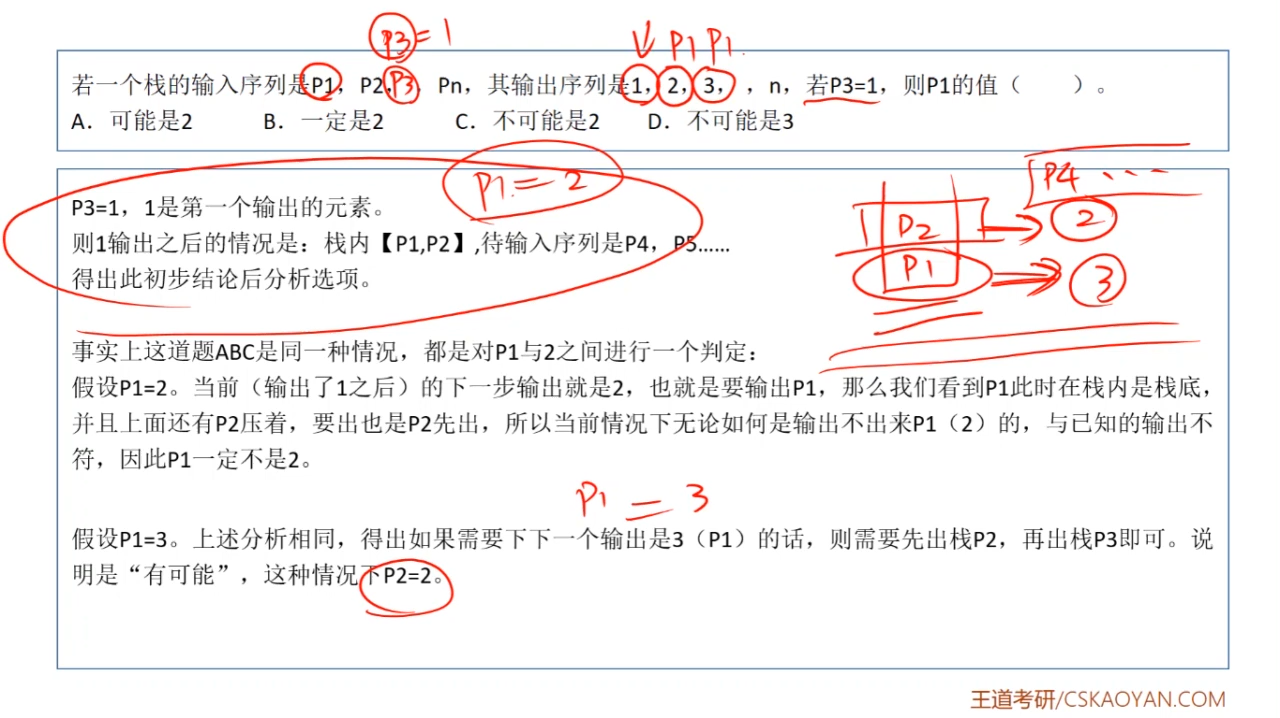 P3=1
↓ P1 P1
若一个栈的输入序列是P1，P2，P3，Pn，其输出序列是1，2，3，，n，若P3=1，则P1的值（ ）。
A．可能是2 B．一定是2 C．不可能是2 D．不可能是3
P1=2
P3=1，1是第一个输出的元素。
则1输出之后的情况是：栈内【P1,P2】,待输入序列是P4，P5......
得出此初步结论后分析选项。
P4 ...
P2 → 2
P1 → 3
事实上这道题ABC是同一种情况，都是对P1与2之间进行一个判定：
假设P1=2。当前（输出了1之后）的下一步输出就是2，也就是要输出P1，那么我们看到P1此时在栈内是栈底，
并且上面还有P2压着，要出也是P2先出，所以当前情况下无论如何是输出不出来P1（2）的，与已知的输出不
符，因此P1一定不是2。
P1=3
假设P1=3。上述分析相同，得出如果需要下下一个输出是3（P1）的话，则需要先出栈P2，再出栈P3即可。说
明是“有可能”，这种情况下P2=2。
王道考研/CSKAOYAN.COM